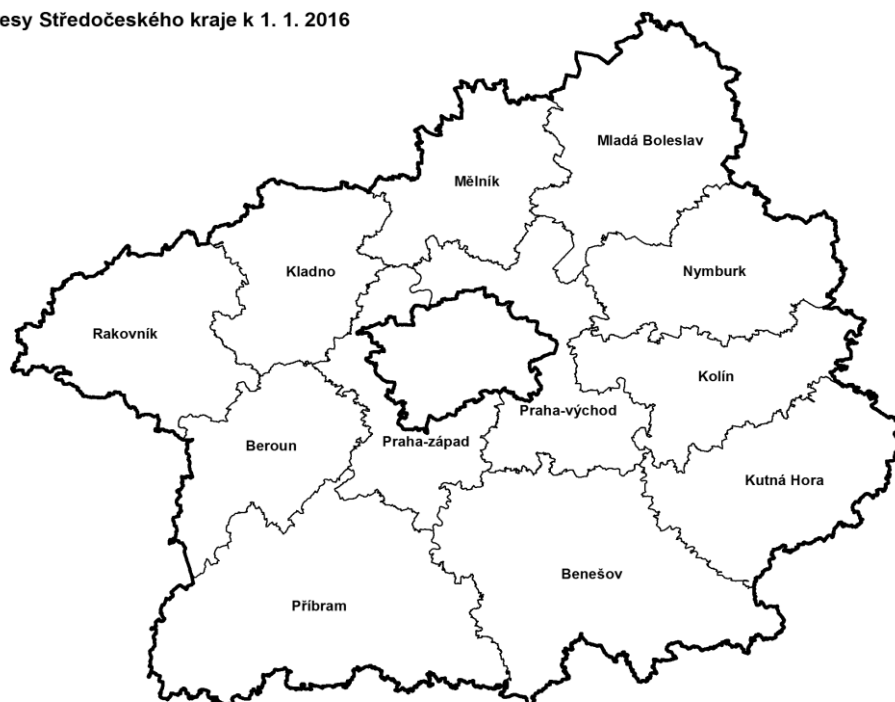 esy Středočeského kraje k 1. 1. 2016
Mladá Boleslav
Mělník
Kladno
Nymburk
Rakovník
Kolín
Praha-východ
Beroun
Praha-západ
Kutná Hora
Benešov
Příbram